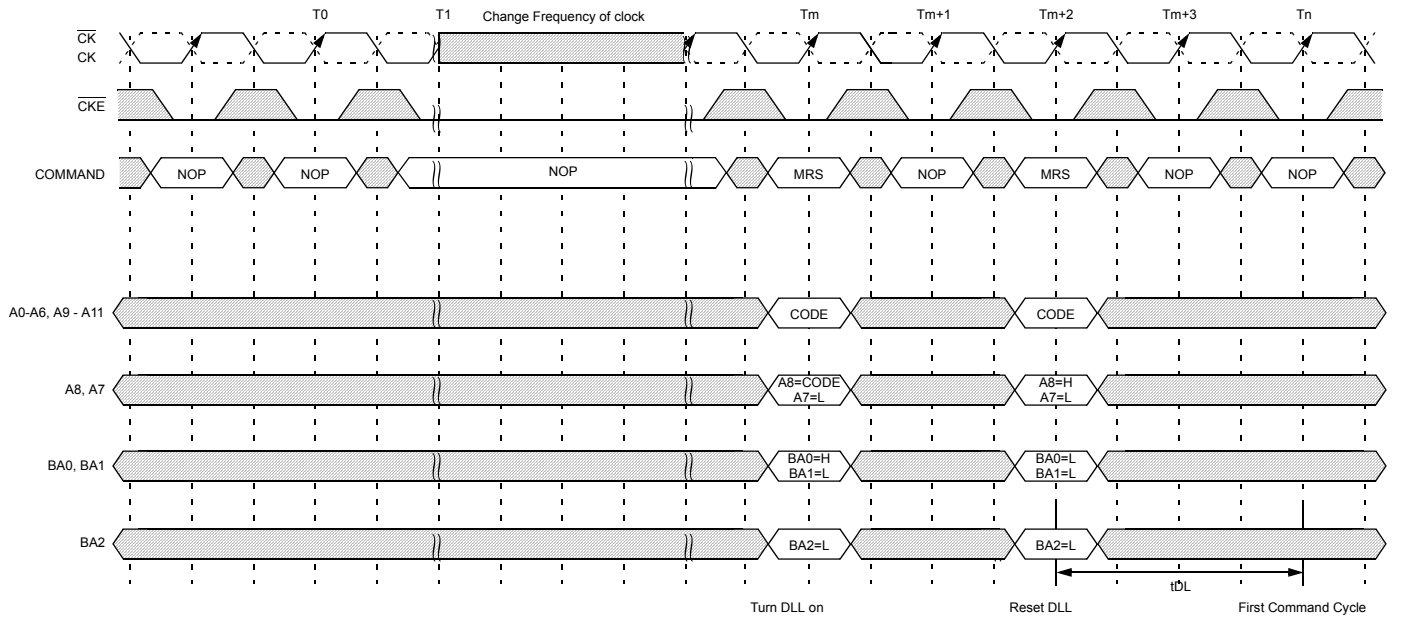 T0 T1 Change Frequency of clock Tm Tm+1 Tm+2 Tm+3 Tn
CK
CK
CKE
COMMAND NOP NOP NOP MRS NOP MRS NOP NOP
A0-A6, A9 - A11 CODE CODE
A8, A7 A8=CODE A8=H
A7=L A7=L
BA0, BA1 BA0=H BA0=L
BA1=L BA1=L
BA2 BA2=L BA2=L
tDL
Turn DLL on Reset DLL First Command Cycle